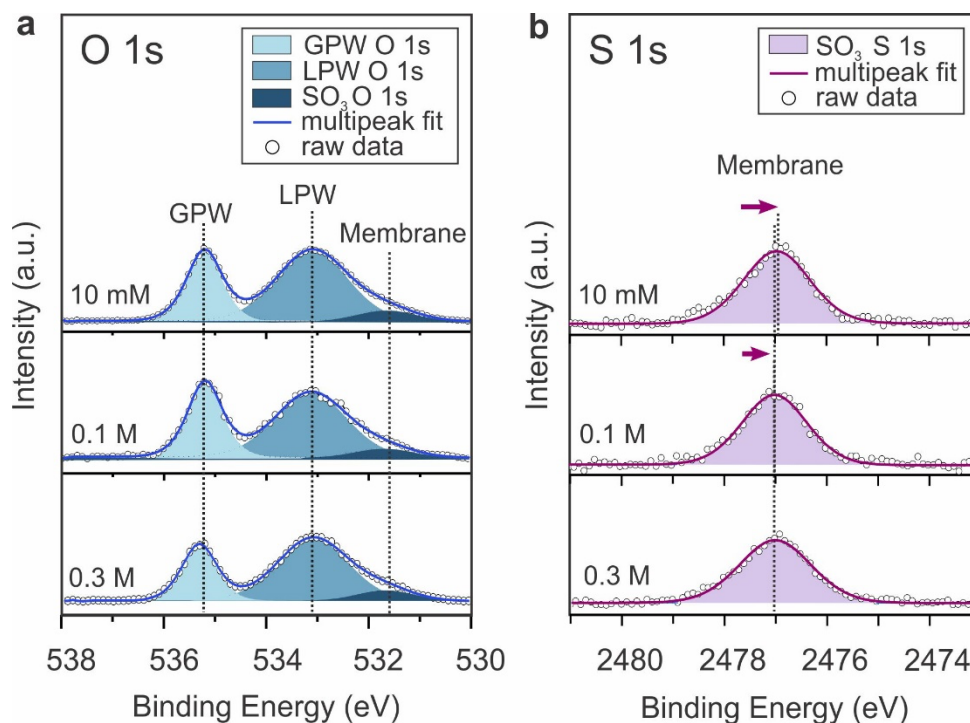 a
O 1s
GPW O 1s
LPW O 1s
SO₃ O 1s
multipeak fit
raw data
GPW
LPW
Membrane
10 mM
0.1 M
0.3 M
Intensity (a.u.)
538 536 534 532 530
Binding Energy (eV)
b
S 1s
SO₃ S 1s
multipeak fit
raw data
Membrane
10 mM
0.1 M
0.3 M
Intensity (a.u.)
2480 2478 2476 2474
Binding Energy (eV)